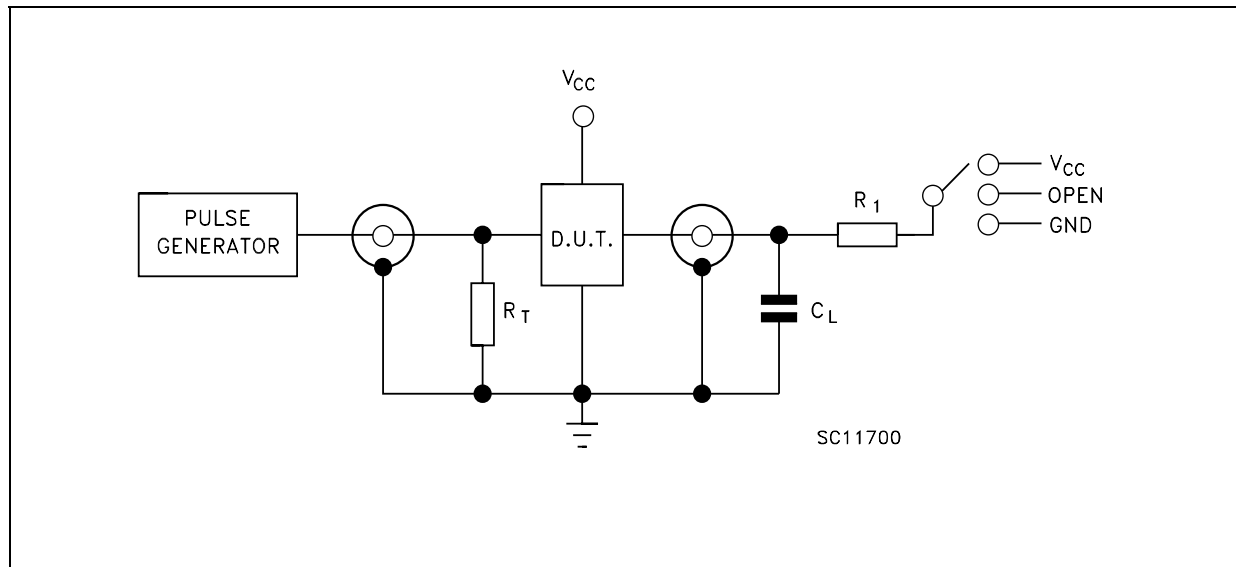 VCC
PULSE
GENERATOR
D.U.T.
RT
CL
R1
VCC
OPEN
GND
SC11700